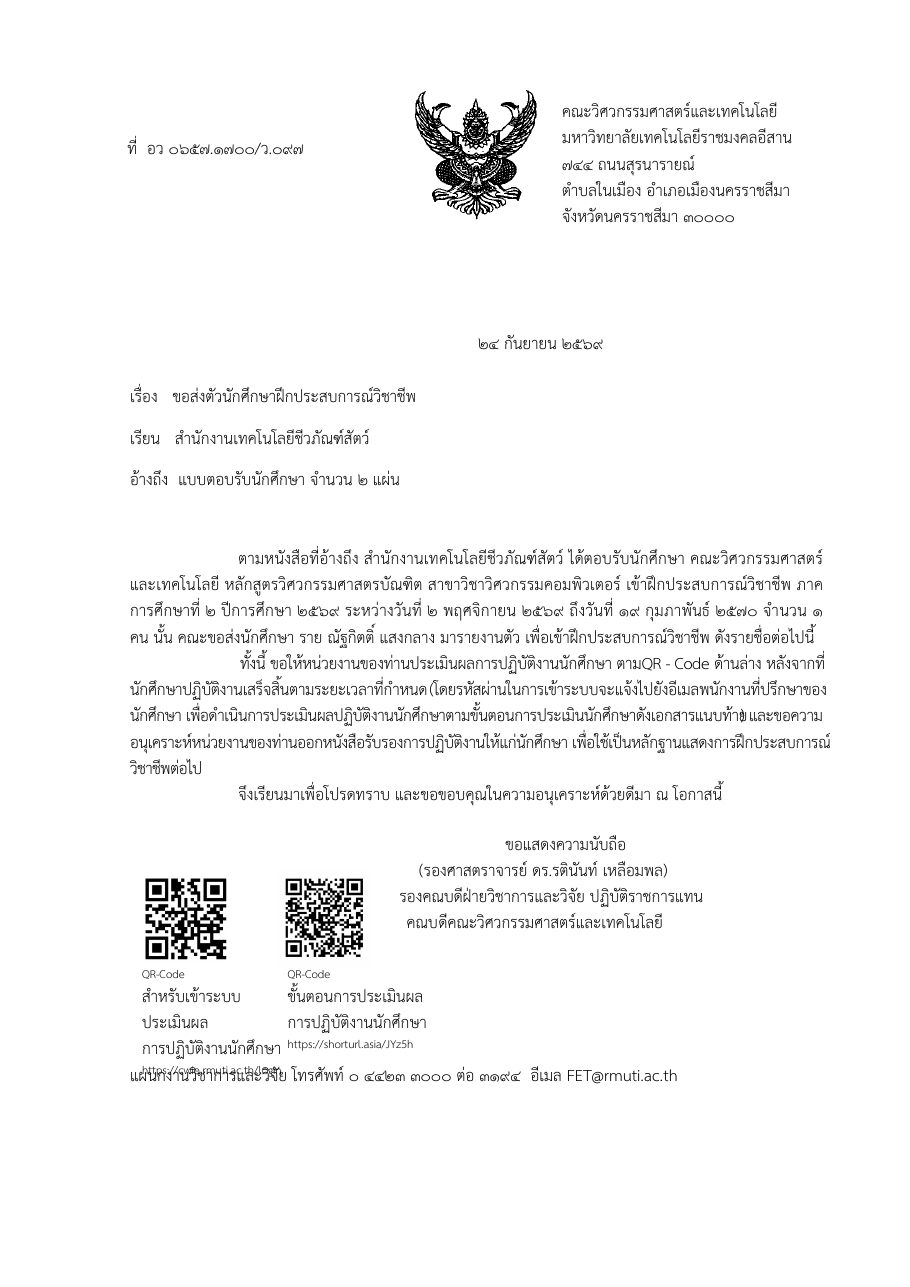 ที่ อว ๐๖๕๗.๑๗๐๐/ว.๐๙๗
คณะวิศวกรรมศาสตร์และเทคโนโลยี
มหาวิทยาลัยเทคโนโลยีราชมงคลอีสาน
๗๔๔ ถนนสุรนารายณ์
ตำบลในเมือง อำเภอเมืองนครราชสีมา
จังหวัดนครราชสีมา ๓๐๐๐๐
๒๔ กันยายน ๒๕๖๙
เรื่อง ขอส่งตัวนักศึกษาฝึกประสบการณ์วิชาชีพ
เรียน สำนักงานเทคโนโลยีชีวภัณฑ์สัตว์
อ้างถึง แบบตอบรับนักศึกษา จำนวน ๒ แผ่น
ตามหนังสือที่อ้างถึง สำนักงานเทคโนโลยีชีวภัณฑ์สัตว์ ได้ตอบรับนักศึกษา คณะวิศวกรรมศาสตร์
และเทคโนโลยี หลักสูตรวิศวกรรมศาสตรบัณฑิต สาขาวิชาวิศวกรรมคอมพิวเตอร์ เข้าฝึกประสบการณ์วิชาชีพ ภาค
การศึกษาที่ ๒ ปีการศึกษา ๒๕๖๙ ระหว่างวันที่ ๒ พฤศจิกายน ๒๕๖๙ ถึงวันที่ ๑๙ กุมภาพันธ์ ๒๕๗๐ จำนวน ๑
คน นั้น คณะขอส่งนักศึกษา ราย ณัฐกิตติ์ แสงกลาง มารายงานตัว เพื่อเข้าฝึกประสบการณ์วิชาชีพ ดังรายชื่อต่อไปนี้
ทั้งนี้ ขอให้หน่วยงานของท่านประเมินผลการปฏิบัติงานนักศึกษา ตามQR - Code ด้านล่าง หลังจากที่
นักศึกษาปฏิบัติงานเสร็จสิ้นตามระยะเวลาที่กำหนด (โดยรหัสผ่านในการเข้าระบบจะแจ้งไปยังอีเมลพนักงานที่ปรึกษาของ
นักศึกษา เพื่อดำเนินการประเมินผลปฏิบัติงานนักศึกษาตามขั้นตอนการประเมินนักศึกษาดังเอกสารแนบท้าย) และขอความ
อนุเคราะห์หน่วยงานของท่านออกหนังสือรับรองการปฏิบัติงานให้แก่นักศึกษา เพื่อใช้เป็นหลักฐานแสดงการฝึกประสบการณ์
วิชาชีพต่อไป
จึงเรียนมาเพื่อโปรดทราบ และขอขอบคุณในความอนุเคราะห์ด้วยดีมา ณ โอกาสนี้
ขอแสดงความนับถือ
(รองศาสตราจารย์ ดร.รตินันท์ เหลือมพล)
รองคณบดีฝ่ายวิชาการและวิจัย ปฏิบัติราชการแทน
คณบดีคณะวิศวกรรมศาสตร์และเทคโนโลยี
QR-Code
สำหรับเข้าระบบ
ประเมินผล
การปฏิบัติงานนักศึกษา
QR-Code
ขั้นตอนการประเมินผล
การปฏิบัติงานนักศึกษา
https://shorturl.asia/JYz5h
แผนกงานวิชาการและวิจัย โทรศัพท์ ๐ ๔๔๒๓ ๓๐๐๐ ต่อ ๓๑๙๔ อีเมล FET@rmuti.ac.th